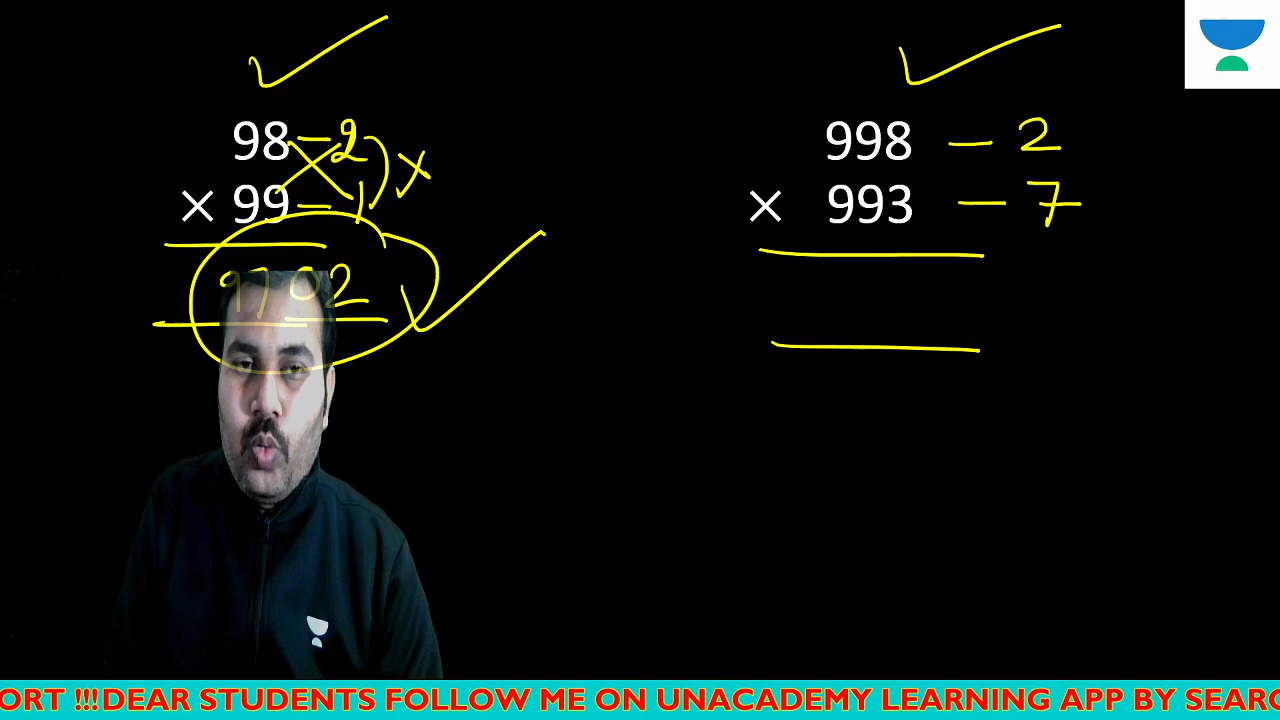 98 – 2
× 99 – 1
×
9702
998 – 2
× 993 – 7
ORT !!!DEAR STUDENTS FOLLOW ME ON UNACADEMY LEARNING APP BY SEARC